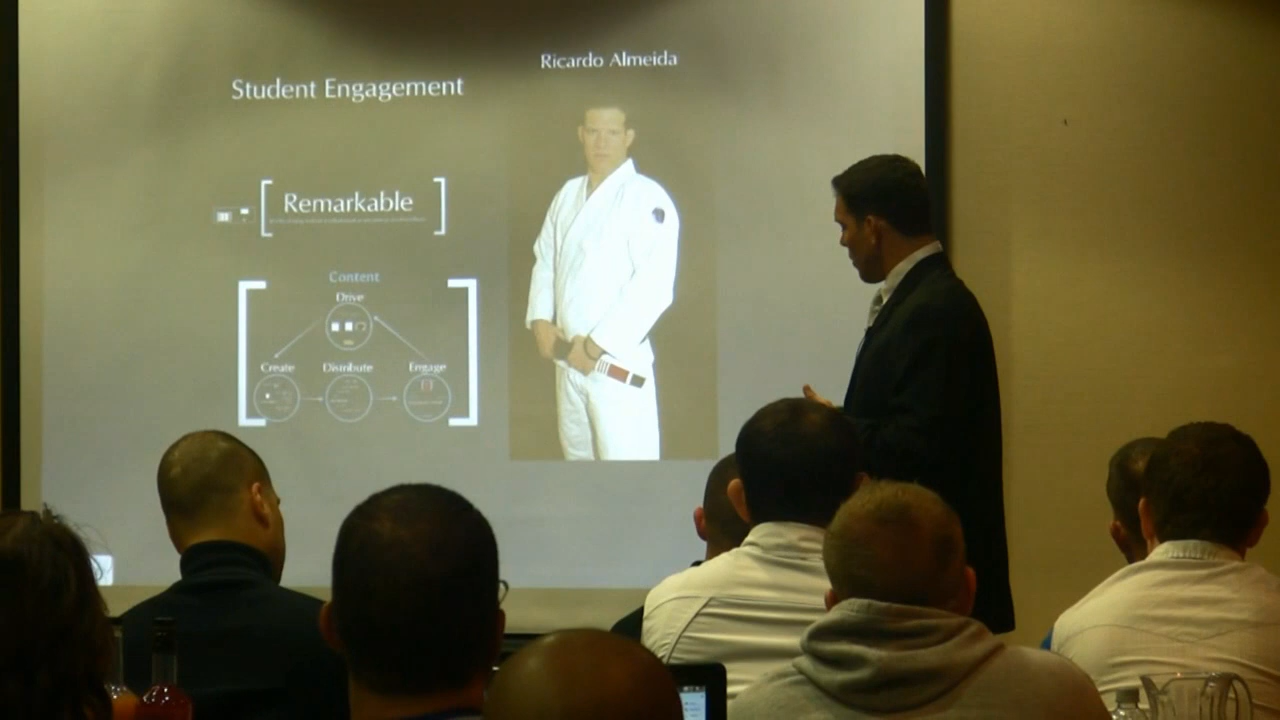 Ricardo Almeida
Student Engagement
Remarkable
Content
Drive
Create
Distribute
Engage